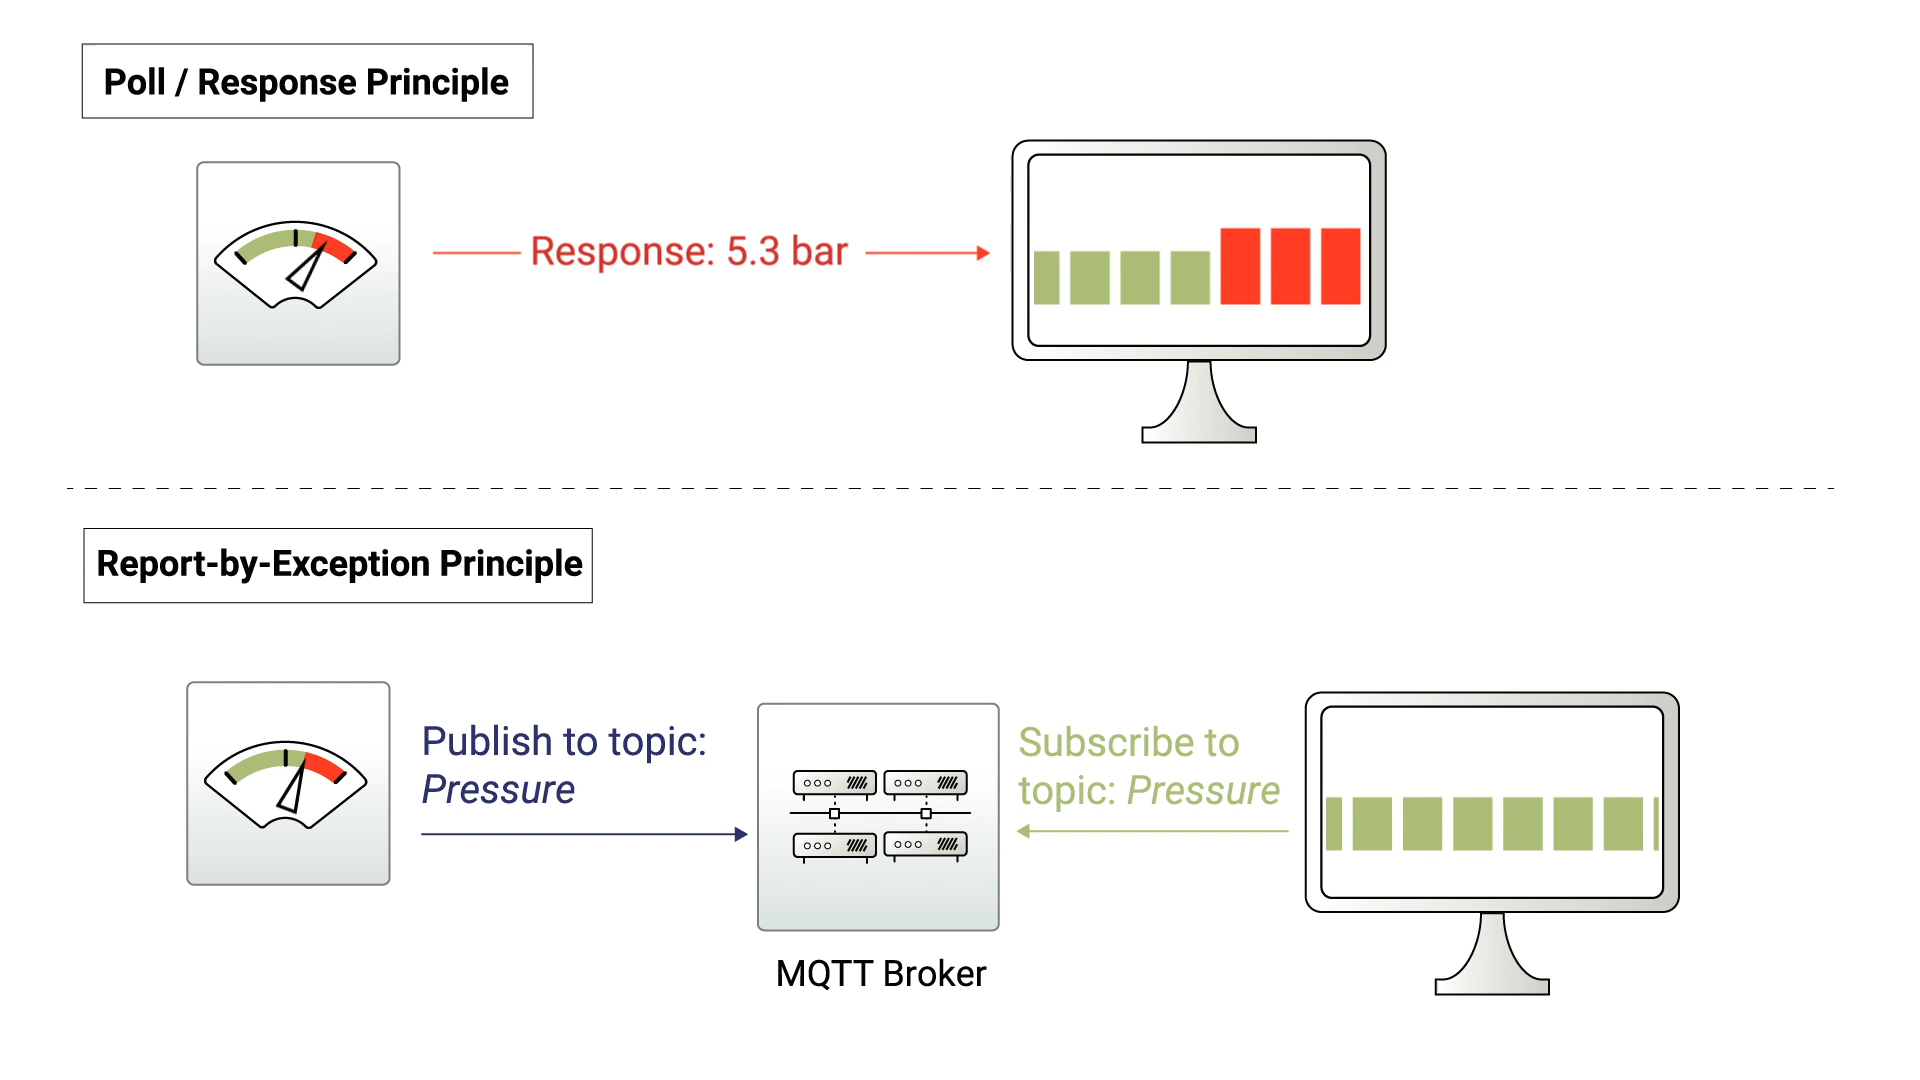 Poll / Response Principle
Response: 5.3 bar
Report-by-Exception Principle
Publish to topic:
Pressure
Subscribe to
topic: Pressure
MQTT Broker